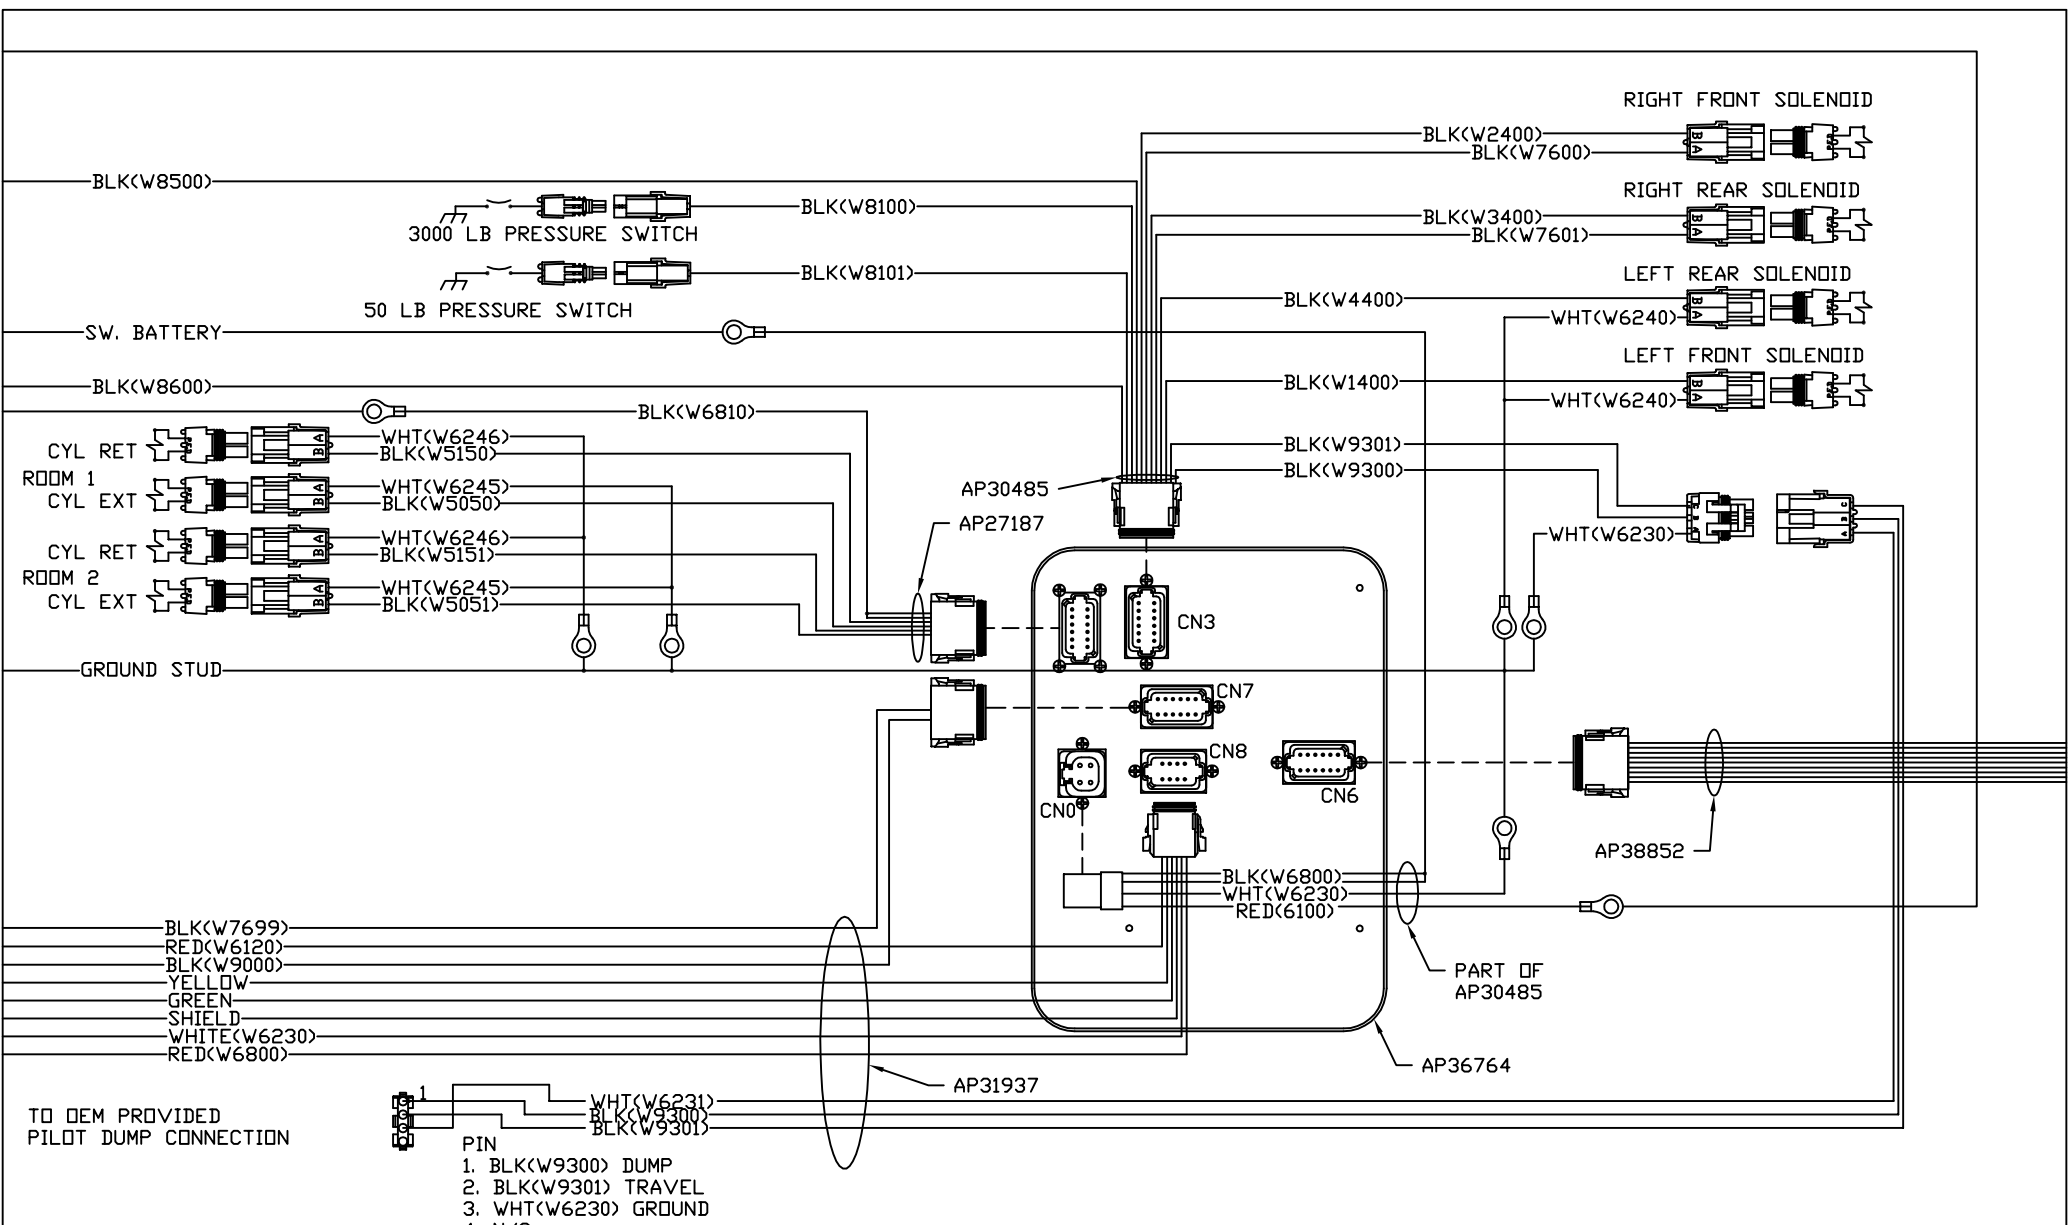 RIGHT FRONT SOLENOID
BLK(W2400)
BLK(W7600)
B
A
BLK(W8500)
RIGHT REAR SOLENOID
BLK(W8100)
BLK(W3400)
BLK(W7601)
B
A
3000 LB PRESSURE SWITCH
BLK(W8101)
LEFT REAR SOLENOID
50 LB PRESSURE SWITCH
BLK(W4400)
WHT(W6240)
B
A
SW. BATTERY
LEFT FRONT SOLENOID
BLK(W8600)
BLK(W1400)
WHT(W6240)
B
A
BLK(W6810)
CYL RET
A
B
WHT(W6246)
BLK(W5150)
BLK(W9301)
BLK(W9300)
ROOM 1
CYL EXT
A
B
WHT(W6245)
BLK(W5050)
AP30485
AP27187
C
B
A
C
B
A
WHT(W6230)
CYL RET
A
B
WHT(W6246)
BLK(W5151)
ROOM 2
CYL EXT
A
B
WHT(W6245)
BLK(W5051)
CN3
GROUND STUD
CN7
CN8
CN6
CN0
AP38852
BLK(W6800)
WHT(W6230)
RED(6100)
BLK(W7699)
RED(W6120)
BLK(W9000)
YELLOW
GREEN
SHIELD
WHITE(W6230)
RED(W6800)
PART OF
AP30485
AP36764
AP31937
TO OEM PROVIDED
PILOT DUMP CONNECTION
1
WHT(W6231)
BLK(W9300)
BLK(W9301)
PIN
1. BLK(W9300) DUMP
2. BLK(W9301) TRAVEL
3. WHT(W6230) GROUND